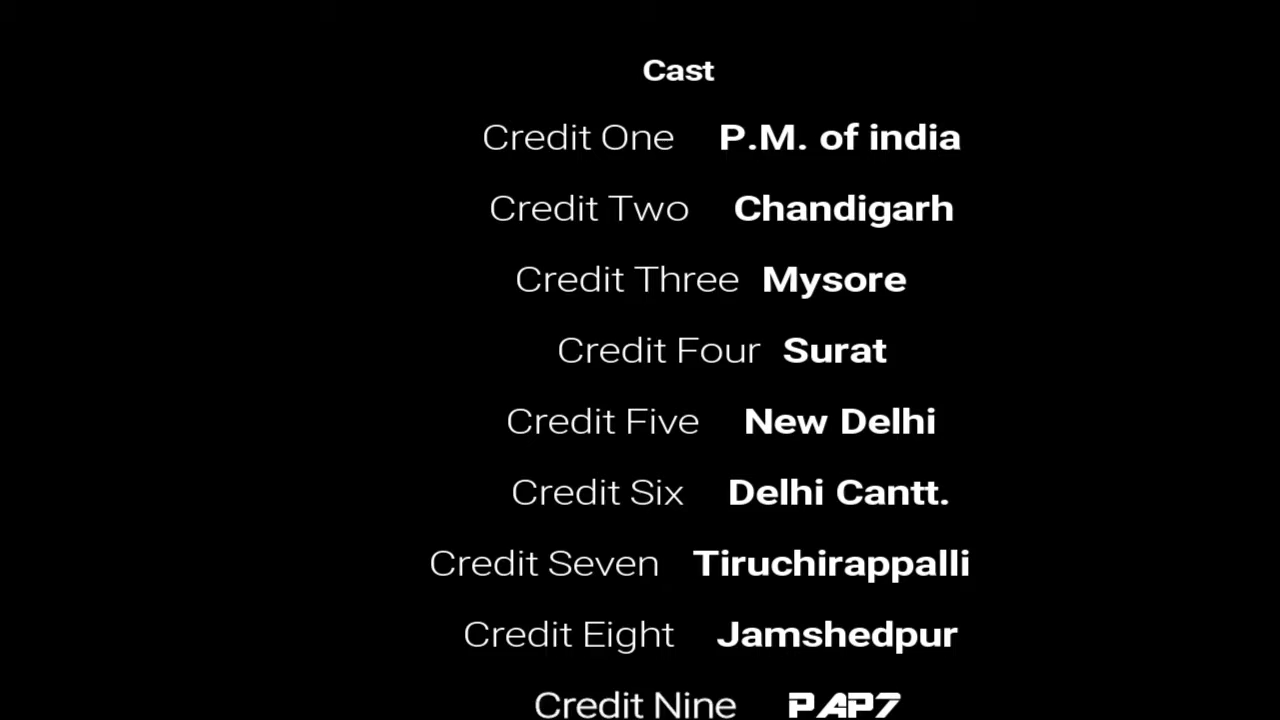 Cast
Credit One P.M. of india
Credit Two Chandigarh
Credit Three Mysore
Credit Four Surat
Credit Five New Delhi
Credit Six Delhi Cantt.
Credit Seven Tiruchirappalli
Credit Eight Jamshedpur
Credit Nine PAP7